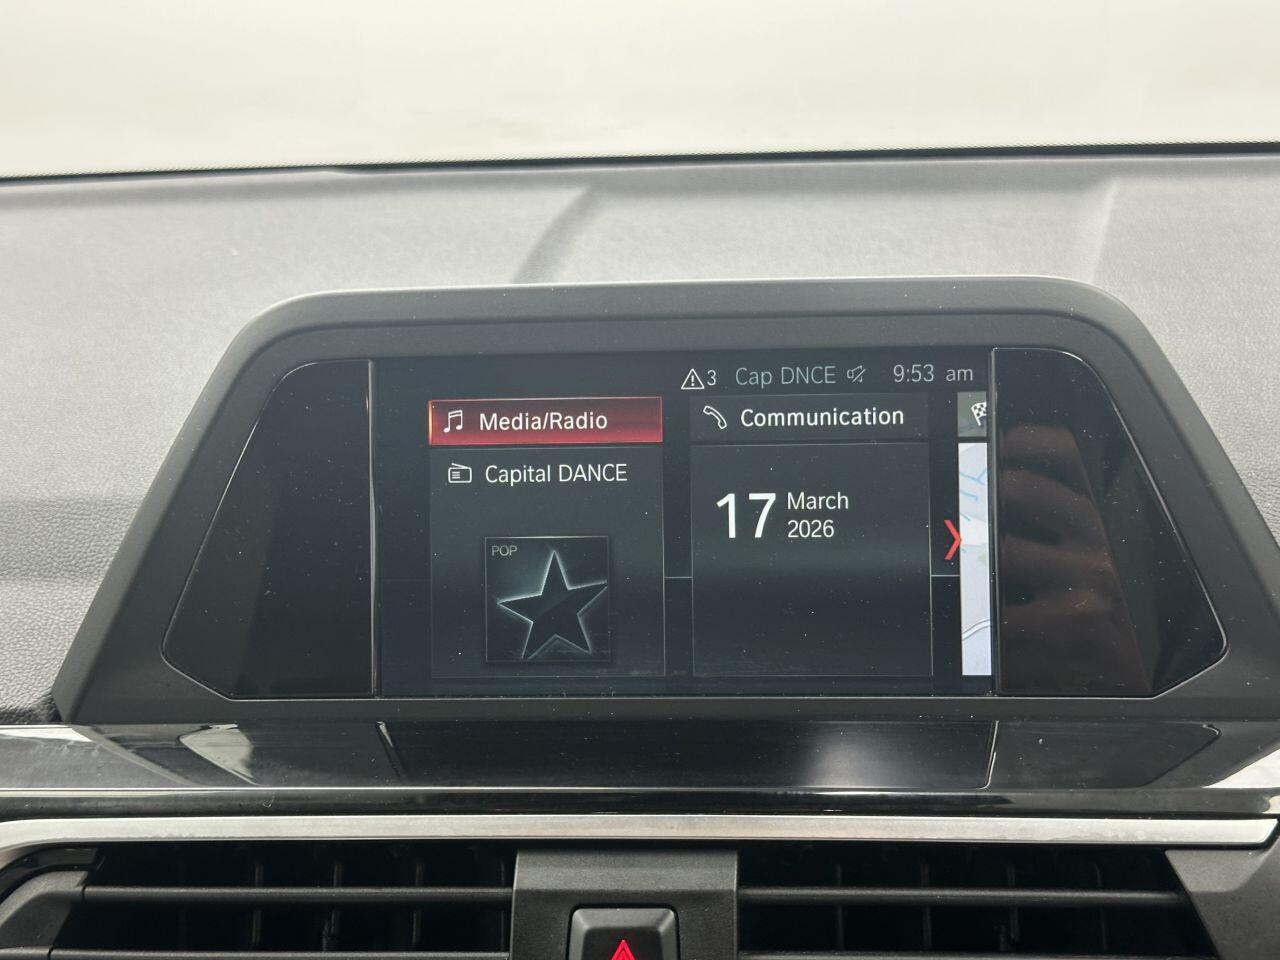 3 Cap DNCE 9:53 am
Media/Radio
Communication
Capital DANCE
17 March
2026
POP